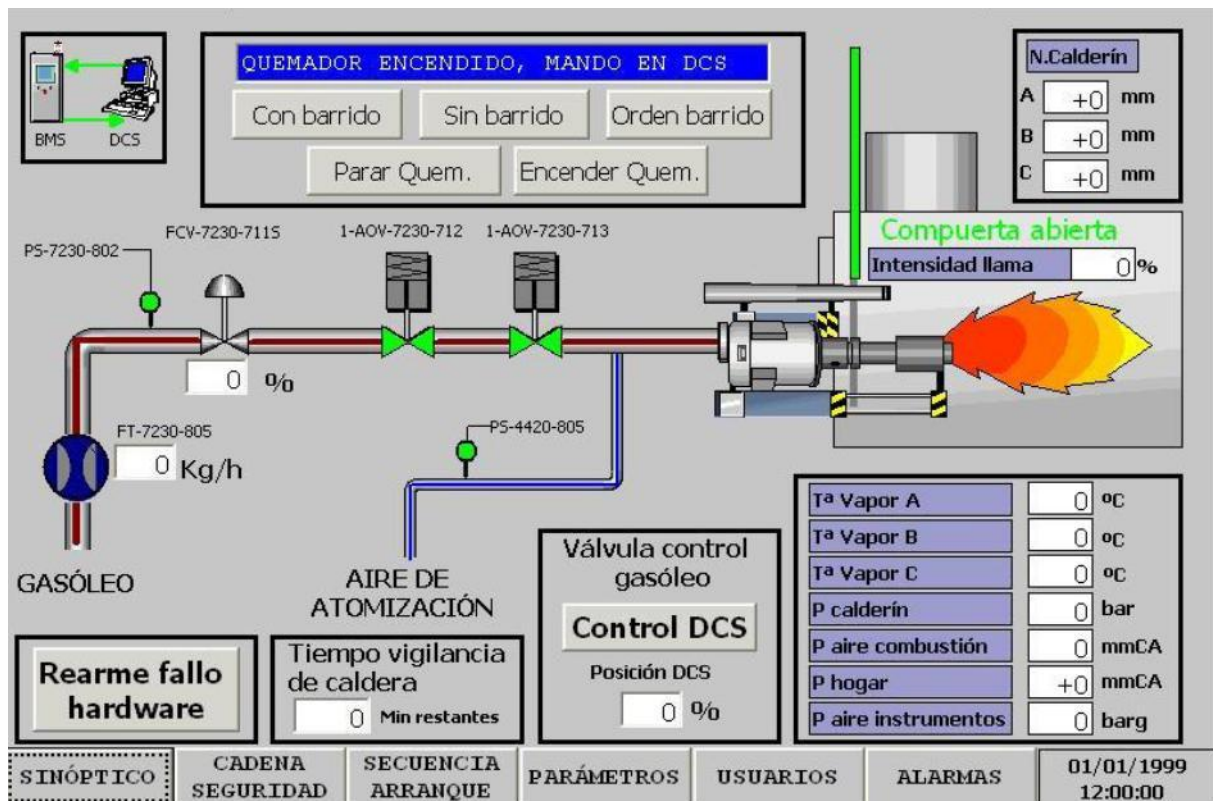 BMS DCS
QUEMADOR ENCENDIDO, MANDO EN DCS
Con barrido Sin barrido Orden barrido
Parar Quem. Encender Quem.
N.Calderín
A +0 mm
B +0 mm
C +0 mm
PS-7230-802
FCV-7230-711S
1-AOV-7230-712
1-AOV-7230-713
Compuerta abierta
Intensidad llama 0 %
0 %
FT-7230-805
0 Kg/h
PS-4420-805
GASÓLEO
AIRE DE
ATOMIZACIÓN
Válvula control
gasóleo
Control DCS
Posición DCS
0 %
Tª Vapor A 0 ºC
Tª Vapor B 0 ºC
Tª Vapor C 0 ºC
P calderín 0 bar
P aire combustión 0 mmCA
P hogar +0 mmCA
P aire instrumentos 0 barg
Rearme fallo
hardware
Tiempo vigilancia
de caldera
0 Min restantes
SINÓPTICO
CADENA
SEGURIDAD
SECUENCIA
ARRANQUE
PARÁMETROS
USUARIOS
ALARMAS
01/01/1999
12:00:00